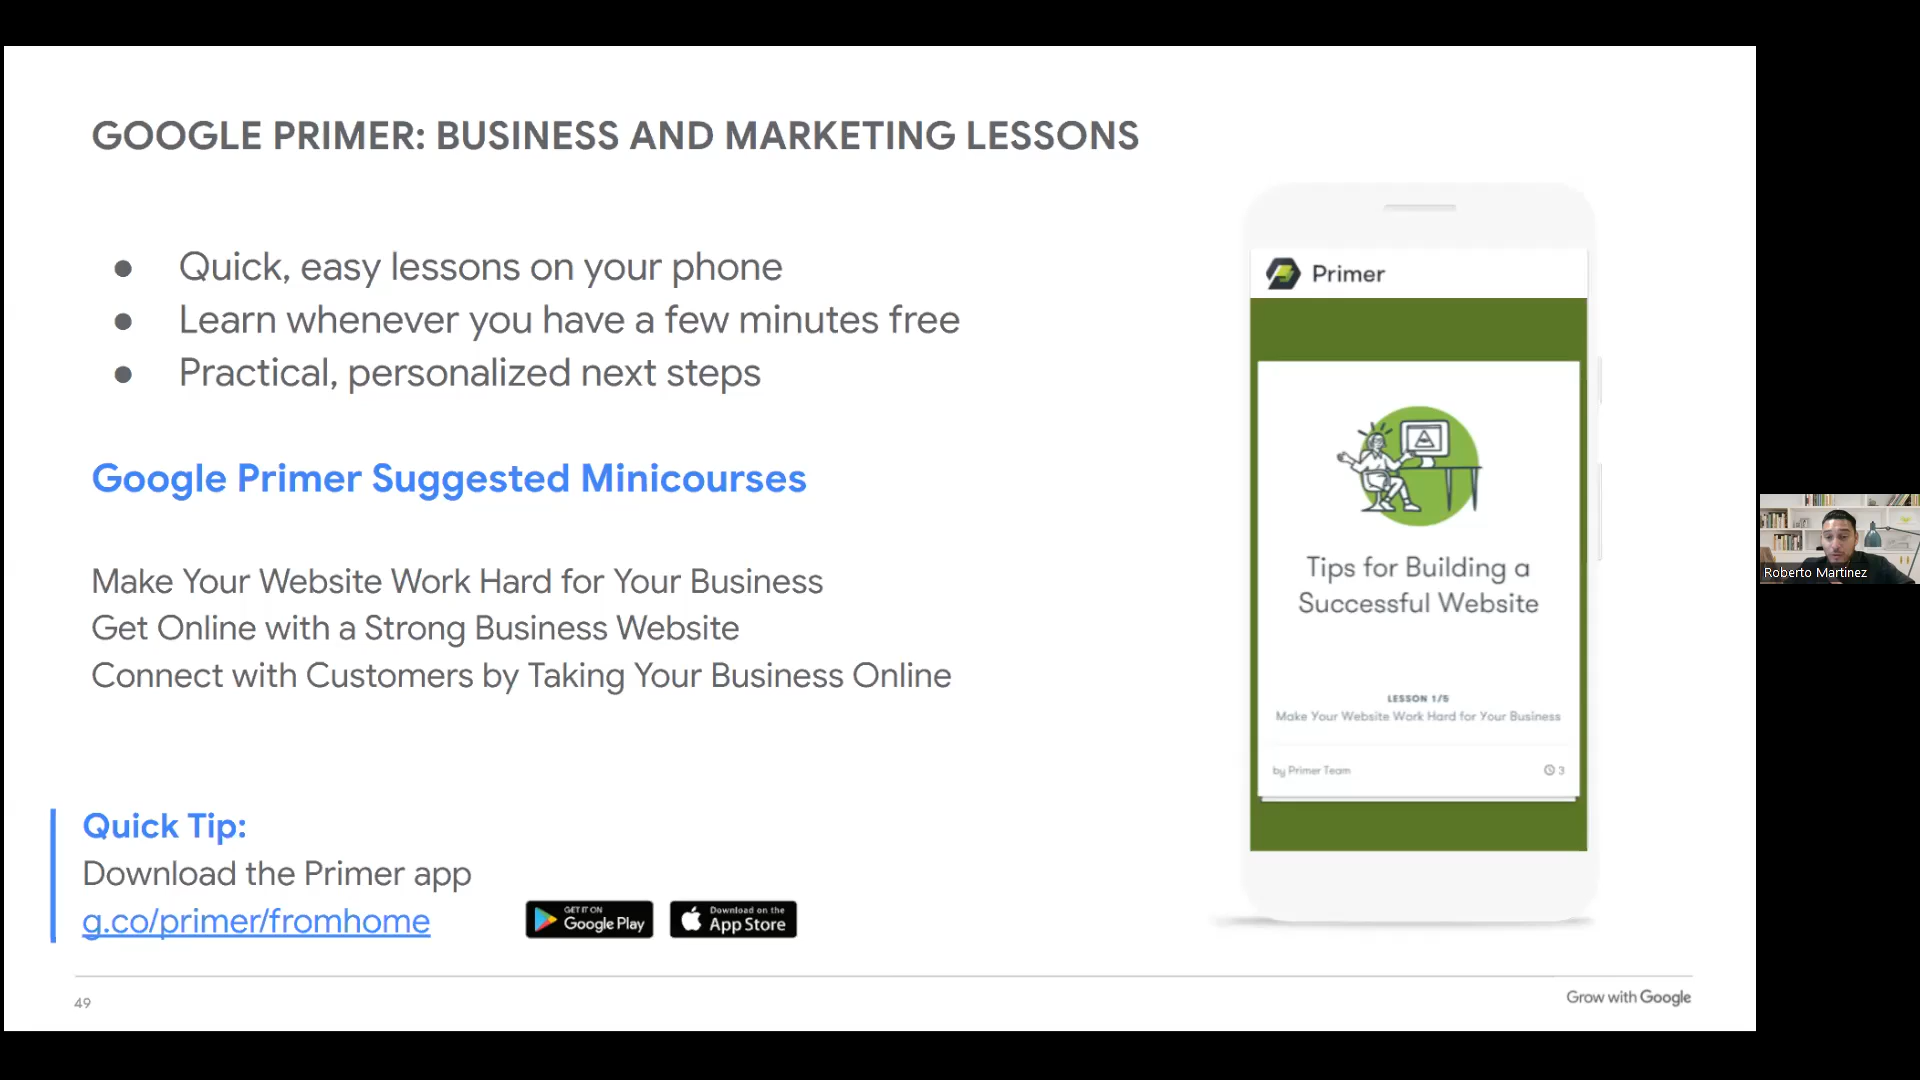 GOOGLE PRIMER: BUSINESS AND MARKETING LESSONS
● Quick, easy lessons on your phone
● Learn whenever you have a few minutes free
● Practical, personalized next steps
Google Primer Suggested Minicourses
Make Your Website Work Hard for Your Business
Get Online with a Strong Business Website
Connect with Customers by Taking Your Business Online
Quick Tip:
Download the Primer app
g.co/primer/fromhome
GET IT ON
Google Play
Download on the
App Store
Primer
Tips for Building a
Successful Website
LESSON 1/5
Make Your Website Work Hard for Your Business
by Primer Team
3
49
Grow with Google
Roberto Martinez